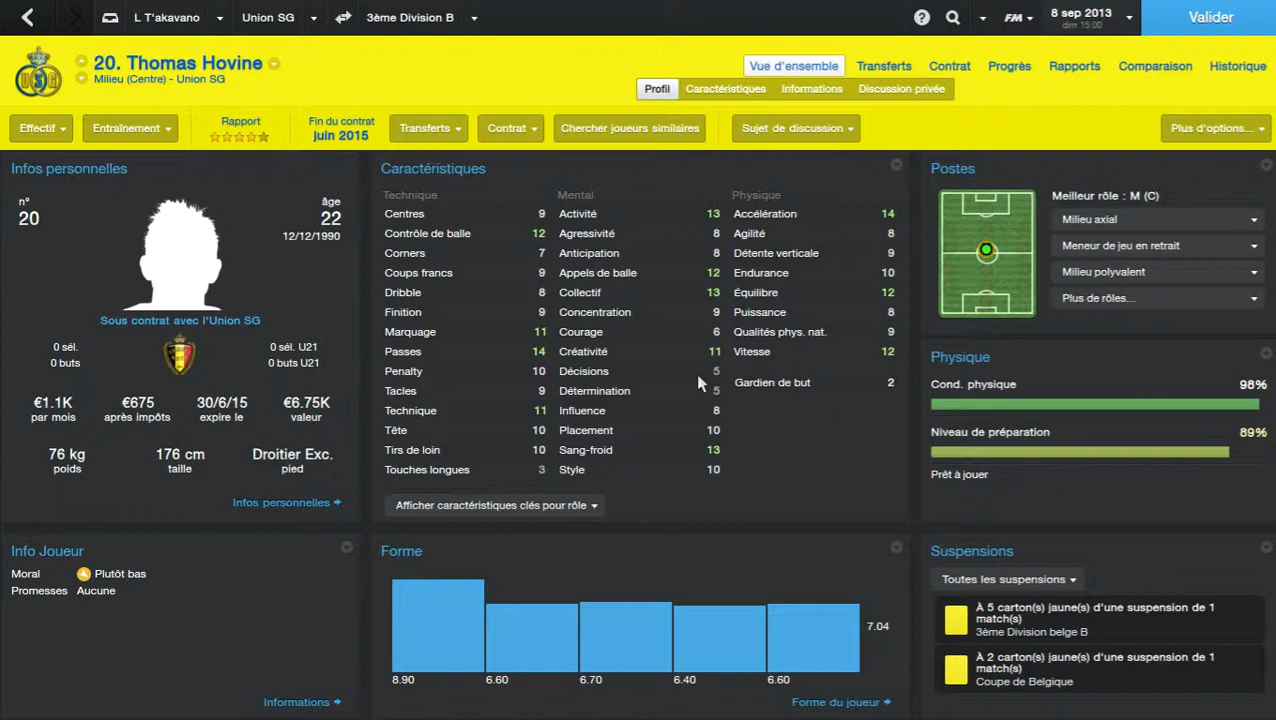 L T'akavano
Union SG
3ème Division B
?
FM
8 sep 2013
dim 15:00
Valider
20. Thomas Hovine
Milieu (Centre) - Union SG
Vue d'ensemble
Transferts
Contrat
Progrès
Rapports
Comparaison
Historique
Profil
Caractéristiques
Informations
Discussion privée
Effectif
Entraînement
Rapport
Fin du contrat
juin 2015
Transferts
Contrat
Chercher joueurs similaires
Sujet de discussion
Plus d'options...
Infos personnelles
n°
20
âge
22
12/12/1990
Sous contrat avec l'Union SG
0 sél.
0 buts
0 sél. U21
0 buts U21
€1.1K
par mois
€675
après impôts
30/6/15
expire le
€6.75K
valeur
76 kg
poids
176 cm
taille
Droitier Exc.
pied
Infos personnelles
Caractéristiques
Technique
Centres 9
Contrôle de balle 12
Corners 7
Coups francs 9
Dribble 8
Finition 9
Marquage 11
Passes 14
Penalty 10
Tacles 9
Technique 11
Tête 10
Tirs de loin 10
Touches longues 3
Mental
Activité 13
Agressivité 8
Anticipation 8
Appels de balle 12
Collectif 13
Concentration 9
Courage 6
Créativité 11
Décisions 5
Détermination 5
Influence 8
Placement 10
Sang-froid 13
Style 10
Physique
Accélération 14
Agilité 8
Détente verticale 9
Endurance 10
Équilibre 12
Puissance 8
Qualités phys. nat. 9
Vitesse 12
Gardien de but 2
Afficher caractéristiques clés pour rôle
Postes
Meilleur rôle : M (C)
Milieu axial
Meneur de jeu en retrait
Milieu polyvalent
Plus de rôles...
Physique
Cond. physique 98%
Niveau de préparation 89%
Prêt à jouer
Info Joueur
Moral Plutôt bas
Promesses Aucune
Informations
Forme
7.04
8.90 6.60 6.70 6.40 6.60
Forme du joueur
Suspensions
Toutes les suspensions
À 5 carton(s) jaune(s) d'une suspension de 1
match(s)
3ème Division belge B
À 2 carton(s) jaune(s) d'une suspension de 1
match(s)
Coupe de Belgique